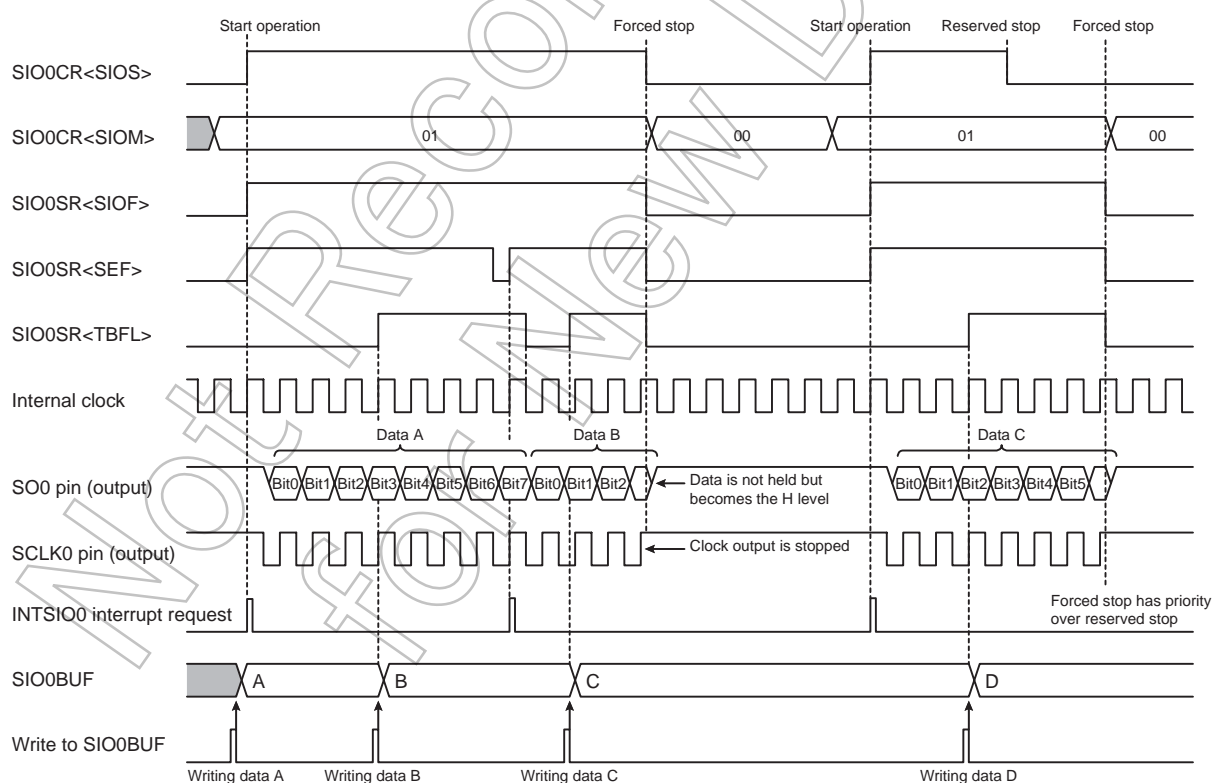 Start operation Forced stop Start operation Reserved stop Forced stop
SIO0CR<SIOS>
SIO0CR<SIOM> 01 00 01 00
SIO0SR<SIOF>
SIO0SR<SEF>
SIO0SR<TBFL>
Internal clock
Data A Data B Data C
SO0 pin (output) Bit0 Bit1 Bit2 Bit3 Bit4 Bit5 Bit6 Bit7 Bit0 Bit1 Bit2 Data is not held but Bit0 Bit1 Bit2 Bit3 Bit4 Bit5
becomes the H level
SCLK0 pin (output) Clock output is stopped
INTSIO0 interrupt request Forced stop has priority
over reserved stop
SIO0BUF A B C D
Write to SIO0BUF
Writing data A Writing data B Writing data C Writing data D
Not Recom
for New D